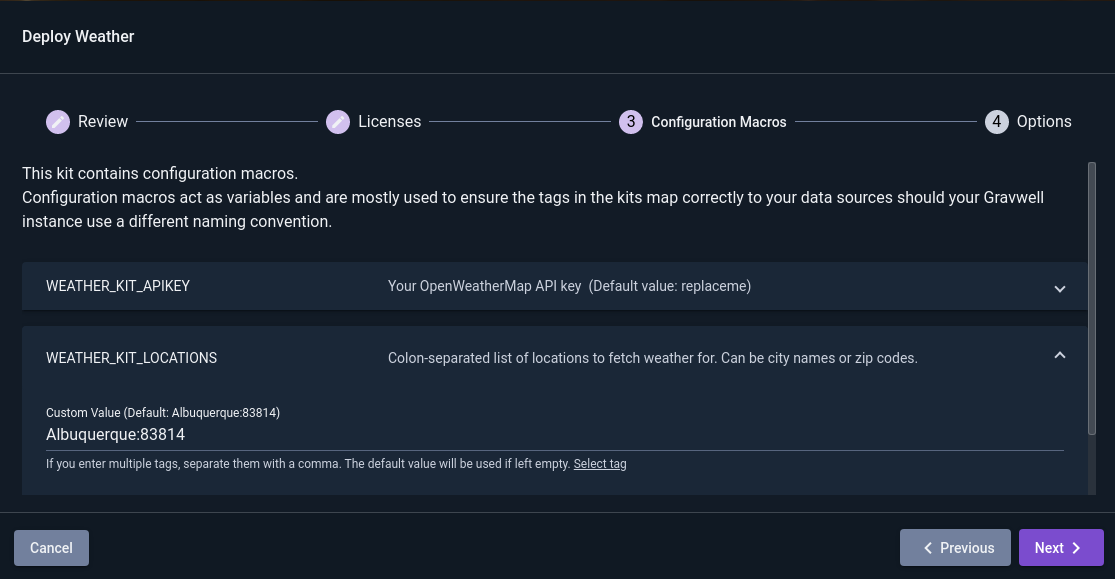 Deploy Weather
Review
Licenses
3 Configuration Macros
4 Options
This kit contains configuration macros.
Configuration macros act as variables and are mostly used to ensure the tags in the kits map correctly to your data sources should your Gravwell
instance use a different naming convention.
WEATHER_KIT_APIKEY Your OpenWeatherMap API key (Default value: replaceme)
WEATHER_KIT_LOCATIONS Colon-separated list of locations to fetch weather for. Can be city names or zip codes.
Custom Value (Default: Albuquerque:83814)
Albuquerque:83814
If you enter multiple tags, separate them with a comma. The default value will be used if left empty. Select tag
Cancel
Previous
Next